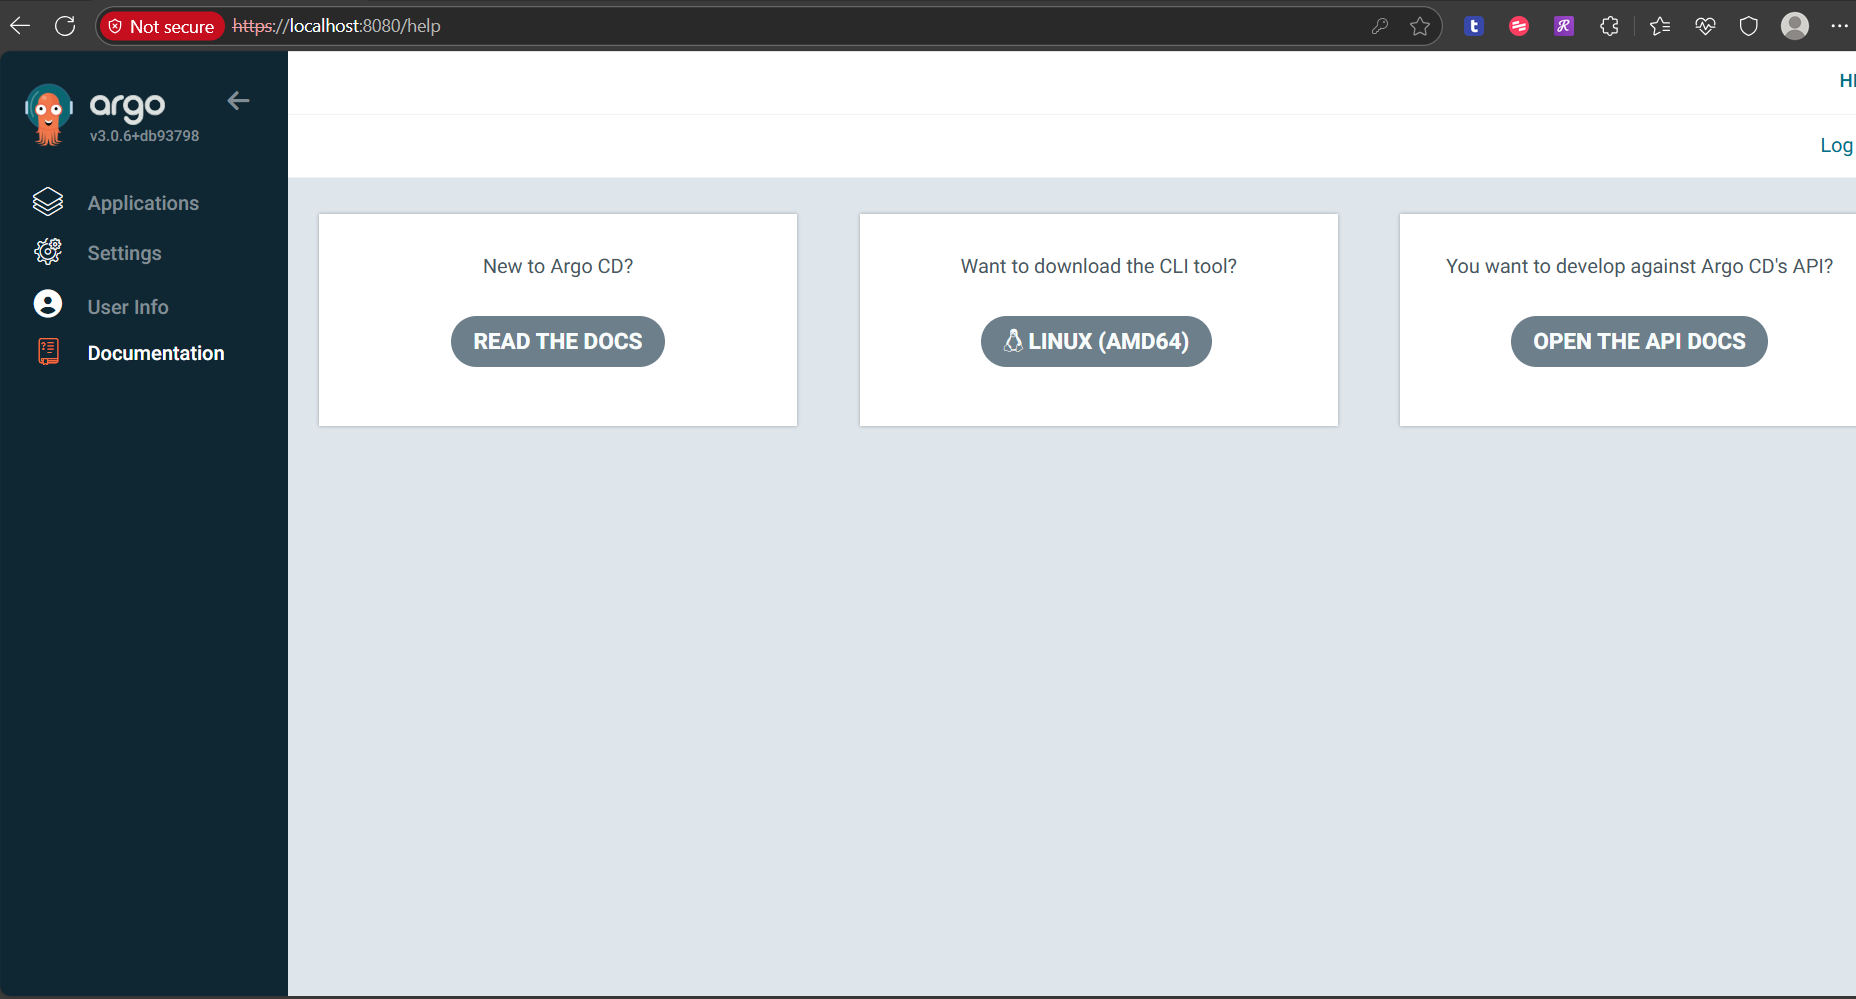 Not secure https://localhost:8080/help
argo
v3.0.6+db93798
Applications
Settings
User Info
Documentation
Log
New to Argo CD?
READ THE DOCS
Want to download the CLI tool?
LINUX (AMD64)
You want to develop against Argo CD's API?
OPEN THE API DOCS